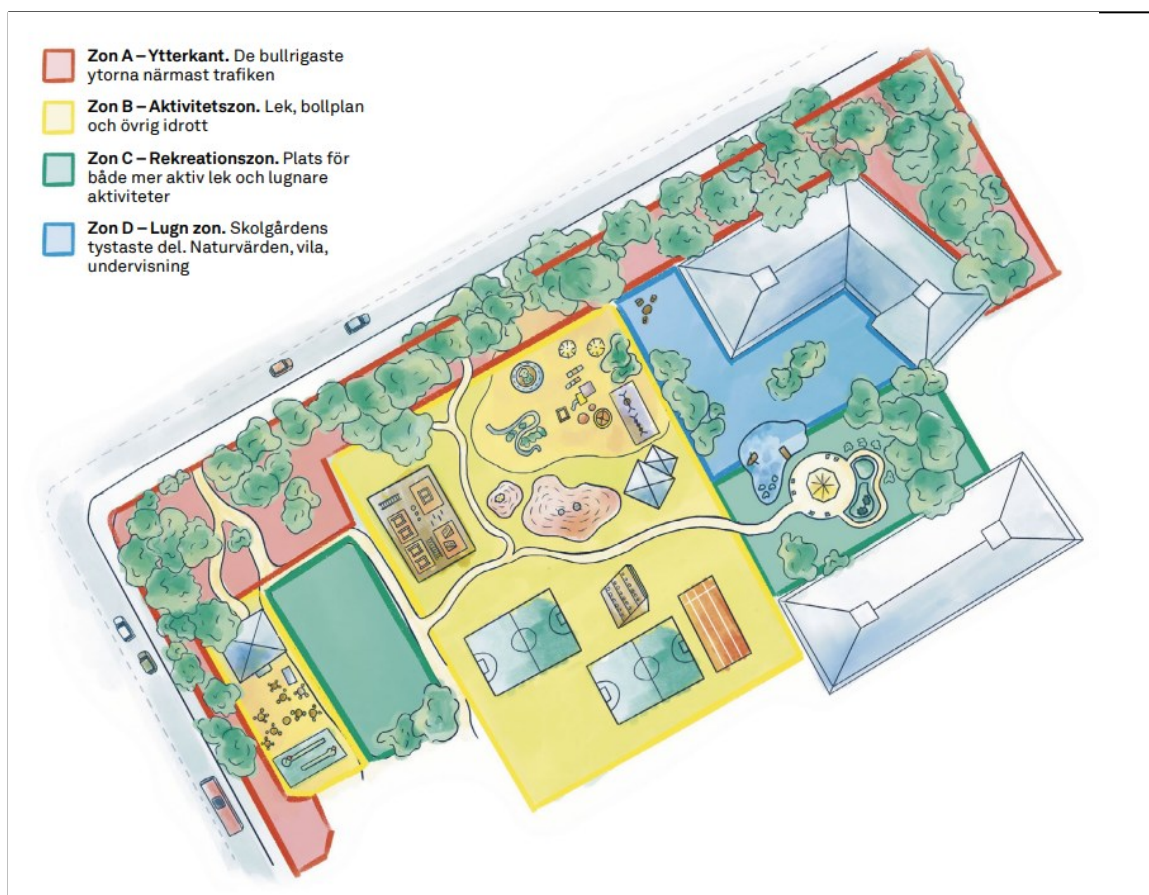 Zon A – Ytterkant. De bullrigaste
ytorna närmast trafiken
Zon B – Aktivitetszon. Lek, bollplan
och övrig idrott
Zon C – Rekreationszon. Plats för
både mer aktiv lek och lugnare
aktiviteter
Zon D – Lugn zon. Skolgårdens
tystaste del. Naturvärden, vila,
undervisning